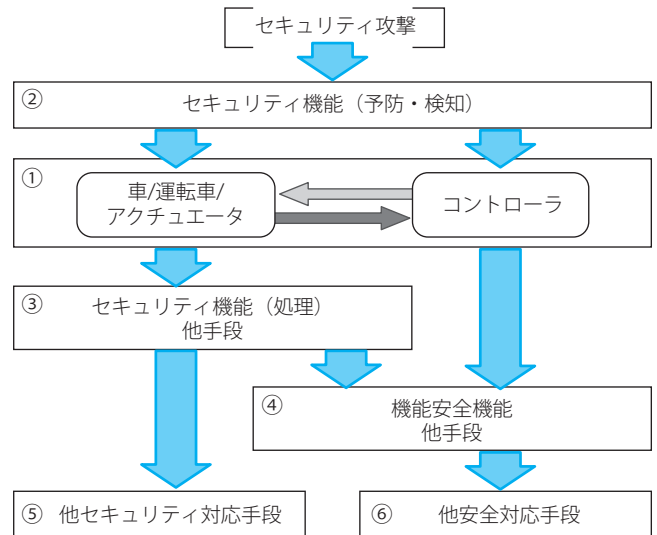 セキュリティ攻撃
② セキュリティ機能（予防・検知）
①
車/運転車/
アクチュエータ
コントローラ
③ セキュリティ機能（処理）
他手段
④ 機能安全機能
他手段
⑤ 他セキュリティ対応手段
⑥ 他安全対応手段